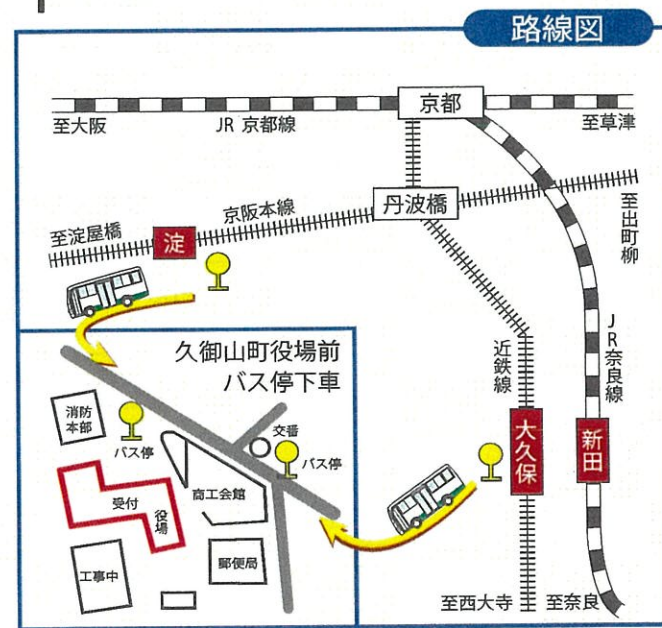 路線図
京都
至大阪
JR 京都線
至草津
丹波橋
京阪本線
至淀屋橋
淀
至出町柳
久御山町役場前
バス停下車
近鉄線
JR奈良線
消防
本部
バス停
交番
バス停
大久保
新田
商工会館
受付
役場
郵便局
工事中
至西大寺
至奈良